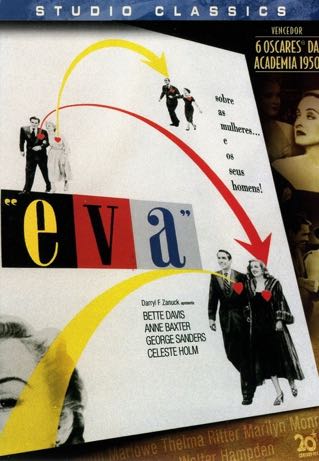 STUDIO CLASSICS
VENCEDOR
6 OSCARES DA
ACADEMIA 1950
sobre
as
mulheres...
e
os
seus
homens!
"eva"
Darryl F. Zanuck apresenta
BETTE DAVIS
ANNE BAXTER
GEORGE SANDERS
CELESTE HOLM
Marlowe Thelma Ritter Marilyn Monr
Walter Hampden
20